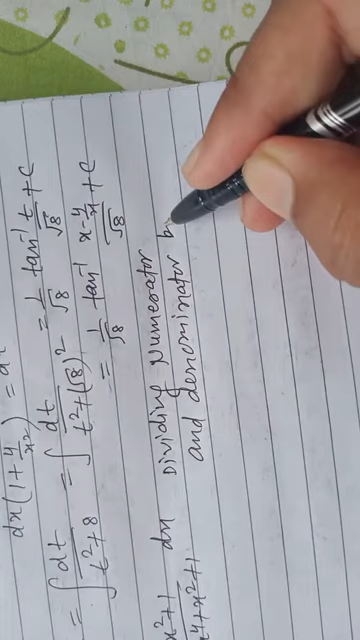 dx(1+4/x²) = dt
= ∫ dt/(t²+8) = ∫ dt/(t²+(√8)²) = 1/√8 tan⁻¹ t/√8 + C
= 1/√8 tan⁻¹ (x-4/x)/√8 + C
x²+1/x⁴+x²+1 dx Dividing Numerator
and denominator b